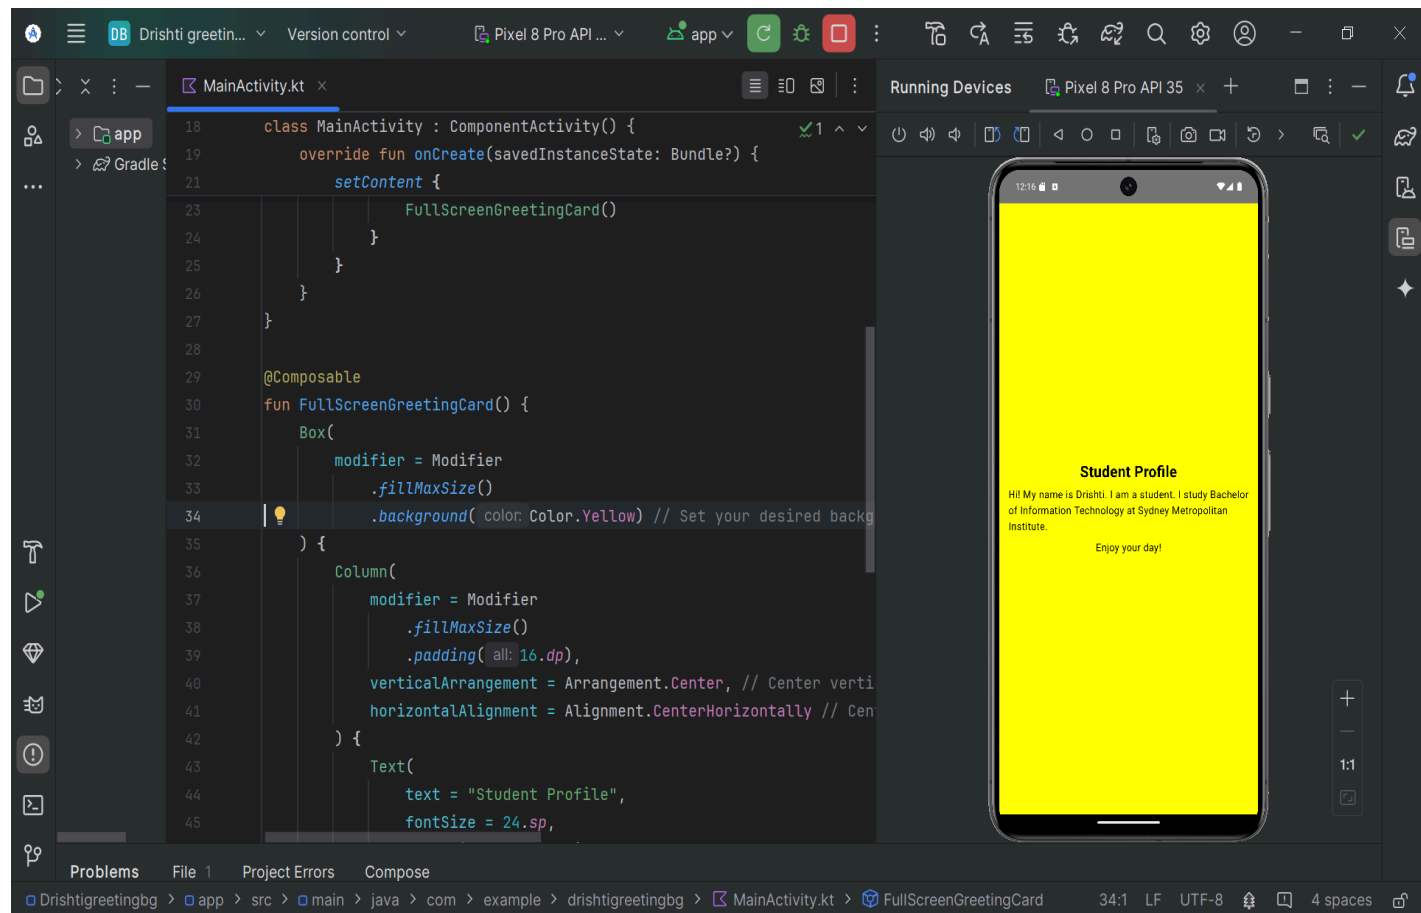 DB Drishti greetin... Version control Pixel 8 Pro API ... app
MainActivity.kt
Running Devices Pixel 8 Pro API 35
app
Gradle S
18 class MainActivity : ComponentActivity() {
1
19 override fun onCreate(savedInstanceState: Bundle?) {
21 setContent {
23 FullScreenGreetingCard()
24 }
25 }
26 }
27 }
28
29 @Composable
30 fun FullScreenGreetingCard() {
31 Box(
32 modifier = Modifier
33 .fillMaxSize()
34 .background( color: Color.Yellow) // Set your desired backg
35 ) {
36 Column(
37 modifier = Modifier
38 .fillMaxSize()
39 .padding( all: 16.dp),
40 verticalArrangement = Arrangement.Center, // Center verti
41 horizontalAlignment = Alignment.CenterHorizontally // Cen
42 ) {
43 Text(
44 text = "Student Profile",
45 fontSize = 24.sp,
12:16
Student Profile
Hi! My name is Drishti. I am a student. I study Bachelor
of Information Technology at Sydney Metropolitan
Institute.
Enjoy your day!
1:1
Problems File 1 Project Errors Compose
Drishtigreetingbg > app > src > main > java > com > example > drishtigreetingbg > MainActivity.kt > FullScreenGreetingCard 34:1 LF UTF-8 4 spaces